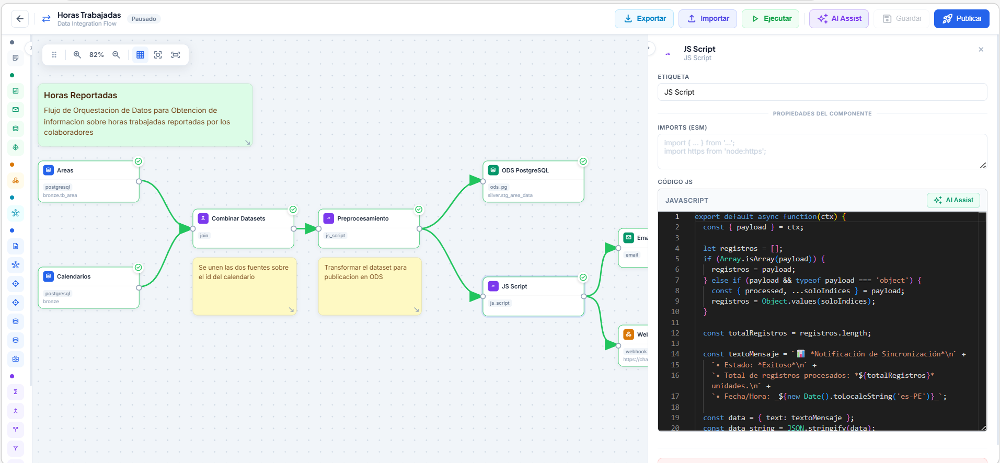 Horas Trabajadas
Data Integration Flow
Pausado
Exportar
Importar
Ejecutar
AI Assist
Guardar
Publicar
82%
Horas Reportadas
Flujo de Orquestacion de Datos para Obtencion de
informacion sobre horas trabajadas reportadas por los
colaboradores
Areas
postgresql
bronze.tb_area
Calendarios
postgresql
bronze
Combinar Datasets
join
Se unen las dos fuentes sobre
el id del calendario
Preprocesamiento
js_script
Transformar el dataset para
publicacion en ODS
ODS PostgreSQL
ods_pg
silver.stg_area_data
JS Script
js_script
Ema
email
Web
webhook
https://cha
JS
JS Script
JS Script
ETIQUETA
JS Script
PROPIEDADES DEL COMPONENTE
IMPORTS (ESM)
import { ... } from '...';
import https from 'node:https';
CÓDIGO JS
JAVASCRIPT
AI Assist
1 export default async function(ctx) {
2 const { payload } = ctx;
3
4 let registros = [];
5 if (Array.isArray(payload)) {
6 registros = payload;
7 } else if (payload && typeof payload === 'object') {
8 const { processed, ...soloIndices } = payload;
9 registros = Object.values(soloIndices);
10 }
11
12 const totalRegistros = registros.length;
13
14 const textoMensaje = `📊 *Notificación de Sincronización*\n` +
15 `• Estado: *Exitoso*\n` +
16 `• Total de registros procesados: *${totalRegistros}*
unidades.\n` +
17 `• Fecha/Hora: _${new Date().toLocaleString('es-PE')}_`;
18
19 const data = { text: textoMensaje };
20 const data string = JSON.stringify(data);